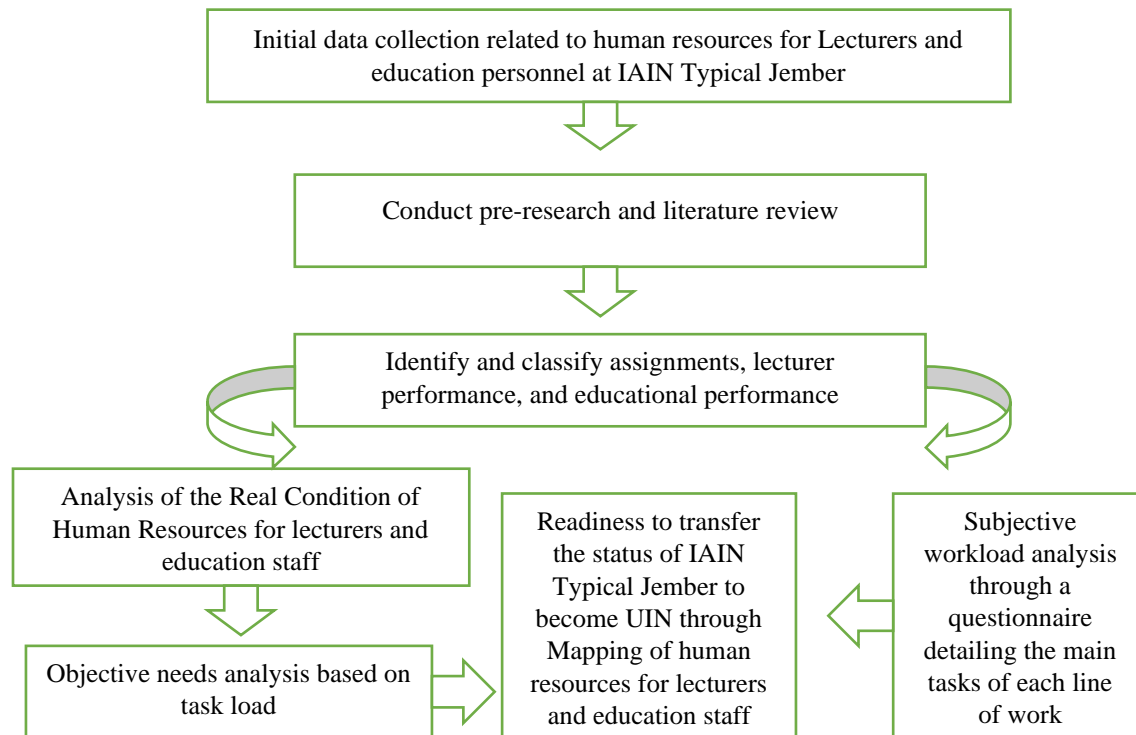 Initial data collection related to human resources for Lecturers and
education personnel at IAIN Typical Jember
Conduct pre-research and literature review
Identify and classify assignments, lecturer
performance, and educational performance
Analysis of the Real Condition of
Human Resources for lecturers and
education staff
Objective needs analysis based on
task load
Readiness to transfer
the status of IAIN
Typical Jember to
become UIN through
Mapping of human
resources for lecturers
and education staff
Subjective
workload analysis
through a
questionnaire
detailing the main
tasks of each line
of work